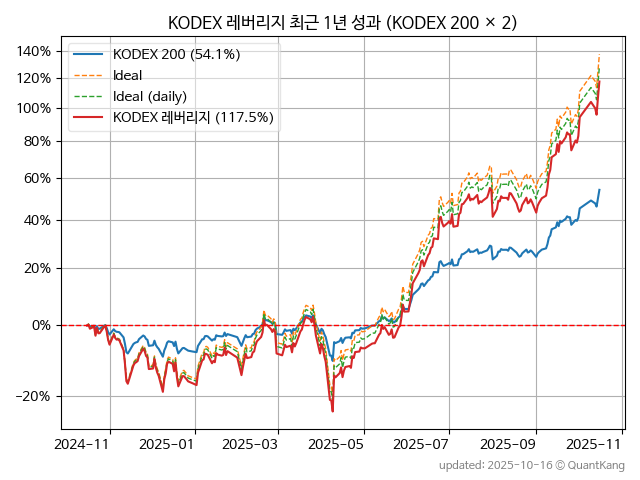 KODEX 레버리지 최근 1년 성과 (KODEX 200 × 2)
KODEX 200 (54.1%)
Ideal
Ideal (daily)
KODEX 레버리지 (117.5%)
140%
120%
100%
80%
60%
40%
20%
0%
−20%
2024-11 2025-01 2025-03 2025-05 2025-07 2025-09 2025-11
updated: 2025-10-16 © QuantKang